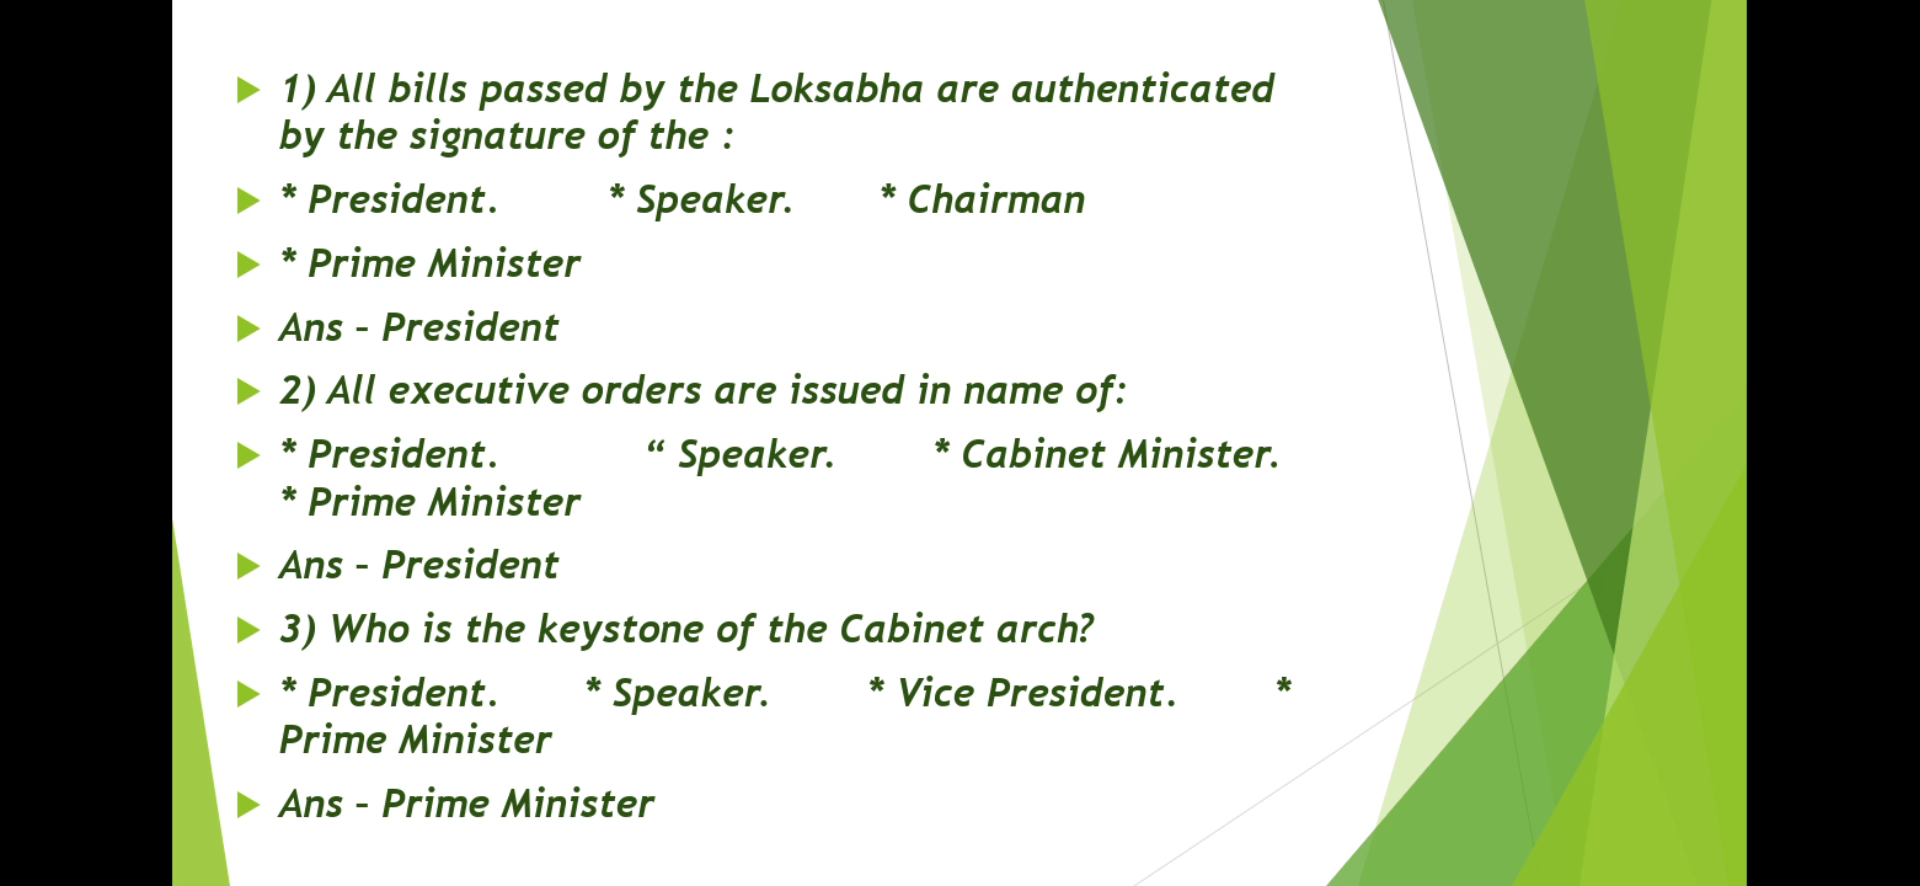 1) All bills passed by the Loksabha are authenticated
by the signature of the :
* President. * Speaker. * Chairman
* Prime Minister
Ans – President
2) All executive orders are issued in name of:
* President. “ Speaker. * Cabinet Minister.
* Prime Minister
Ans – President
3) Who is the keystone of the Cabinet arch?
* President. * Speaker. * Vice President. *
Prime Minister
Ans – Prime Minister